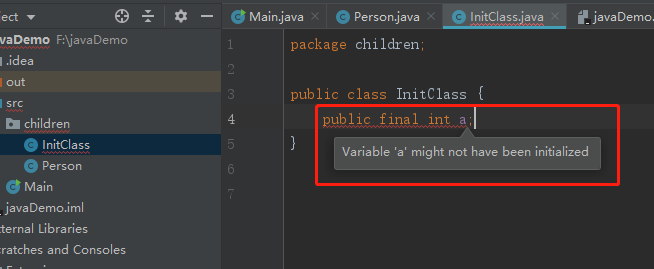 ject
Main.java
Person.java
InitClass.java
javaDemo.
vaDemo F:\javaDemo
.idea
out
src
children
InitClass
Person
Main
javaDemo.iml
ternal Libraries
cratches and Consoles
1 package children;
2
3 public class InitClass {
4 public final int a;
5 }
6
7
Variable 'a' might not have been initialized